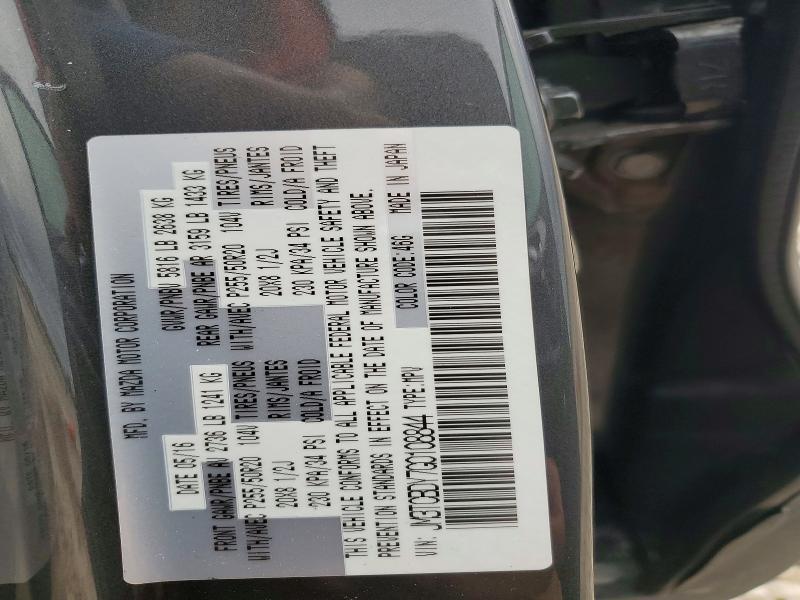 MFD. BY MAZDA MOTOR CORPORATION
DATE 05/16 GVWR/PNBV 5816 LB 2638 KG
FRONT GAWR/PNBE AV 2736 LB 1241 KG REAR GAWR/PNBE AR 3159 LB 1433 KG
WITH/AVEC P255/50R20 104V TIRES/PNEUS WITH/AVEC P255/50R20 104V TIRES/PNEUS
20X8 1/2J RIMS/JANTES 20X8 1/2J RIMS/JANTES
230 KPA/34 PSI COLD/A FROID 230 KPA/34 PSI COLD/A FROID
THIS VEHICLE CONFORMS TO ALL APPLICABLE FEDERAL MOTOR VEHICLE SAFETY AND THEFT
PREVENTION STANDARDS IN EFFECT ON THE DATE OF MANUFACTURE SHOWN ABOVE.
COLOR CODE:46G MADE IN JAPAN
VIN: JM3TCBDY7G0108844 TYPE:MPV